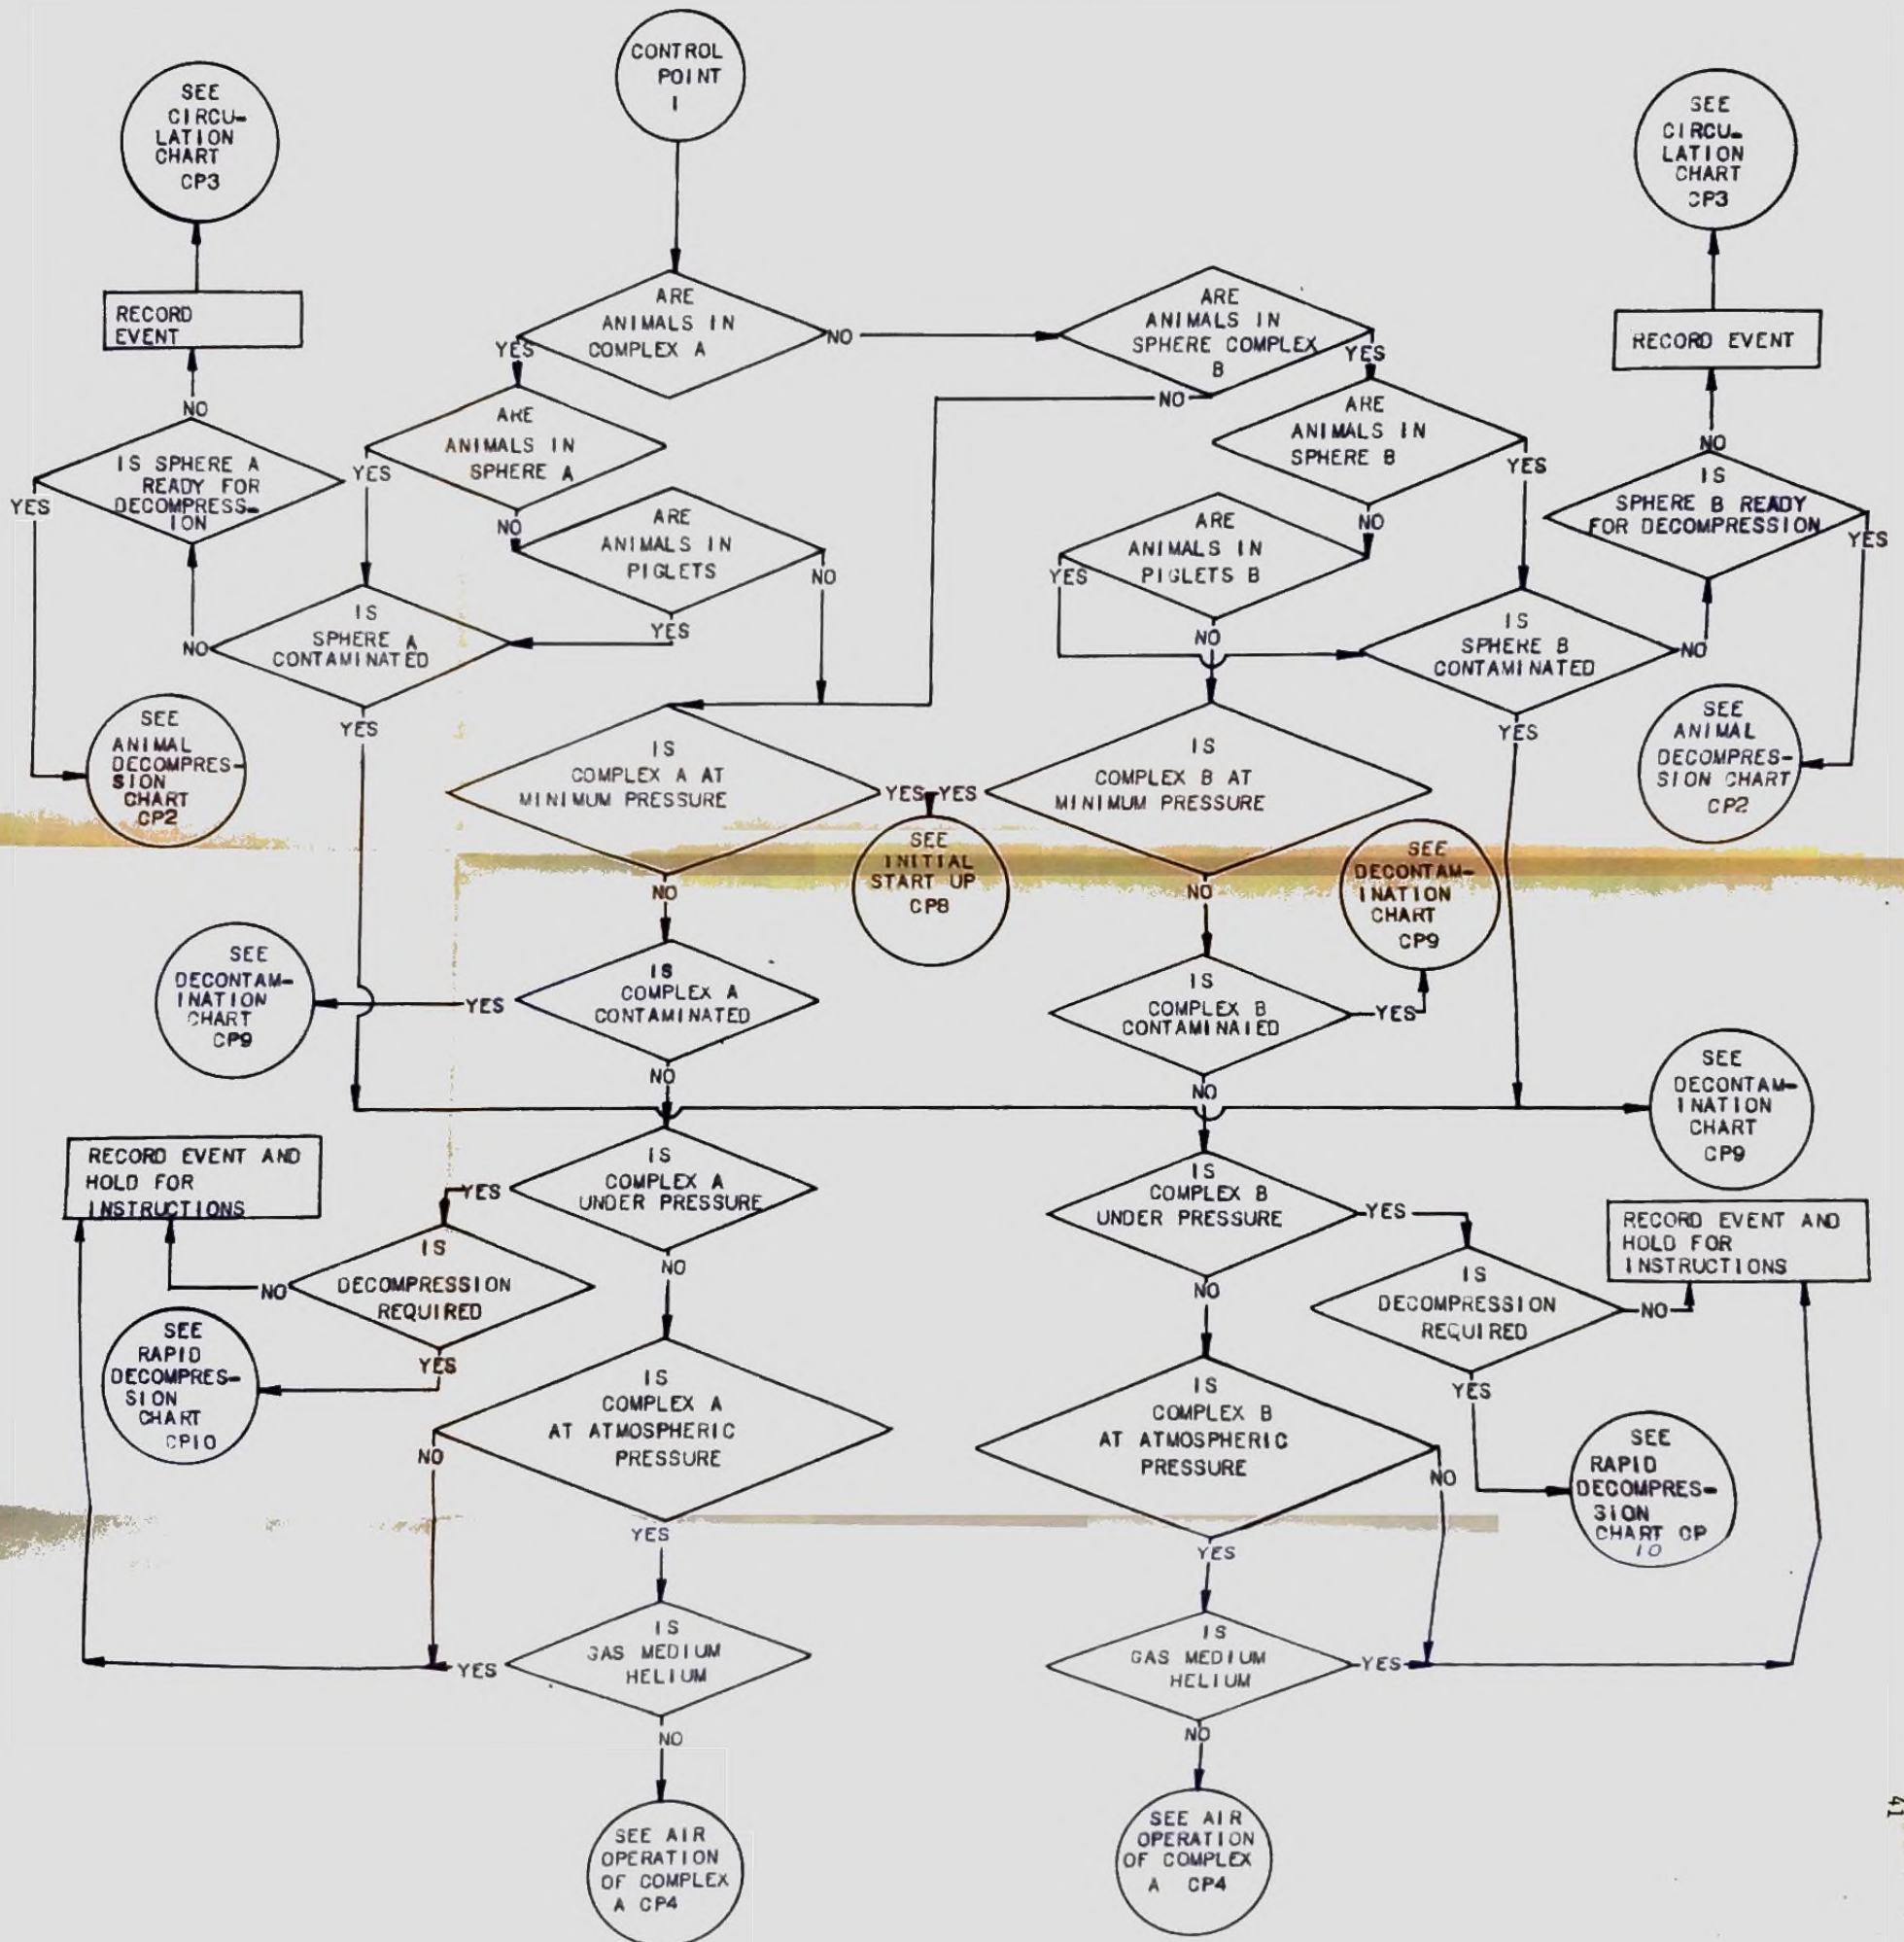 CONTROL
POINT
1
SEE
CIRCU-
LATION
CHART
CP3
SEE
CIRCU-
LATION
CHART
CP3
RECORD
EVENT
RECORD EVENT
ARE
ANIMALS IN
COMPLEX A
YES
NO
ARE
ANIMALS IN
SPHERE COMPLEX
B
YES
NO
ARE
ANIMALS IN
SPHERE A
YES
NO
ARE
ANIMALS IN
SPHERE B
YES
NO
NO
IS SPHERE A
READY FOR
DECOMPRESS-
ION
YES
NO
IS
SPHERE B READY
FOR DECOMPRESSION
YES
ARE
ANIMALS IN
PIGLETS
NO
YES
ARE
ANIMALS IN
PIGLETS B
YES
NO
IS
SPHERE A
CONTAMINATED
NO
YES
IS
SPHERE B
CONTAMINATED
NO
YES
SEE
ANIMAL
DECOMPRES-
SION
CHART
CP2
SEE
ANIMAL
DECOMPRES-
SION CHART
CP2
IS
COMPLEX A AT
MINIMUM PRESSURE
YES
NO
YES
IS
COMPLEX B AT
MINIMUM PRESSURE
NO
SEE
INITIAL
START UP
CP8
SEE
DECONTAM-
INATION
CHART
CP9
SEE
DECONTAM-
INATION
CHART
CP9
YES
IS
COMPLEX A
CONTAMINATED
NO
IS
COMPLEX B
CONTAMINAIED
YES
NO
SEE
DECONTAM-
INATION
CHART
CP9
RECORD EVENT AND
HOLD FOR
INSTRUCTIONS
YES
IS
COMPLEX A
UNDER PRESSURE
NO
IS
COMPLEX B
UNDER PRESSURE
YES
NO
RECORD EVENT AND
HOLD FOR
INSTRUCTIONS
NO
IS
DECOMPRESSION
REQUIRED
YES
IS
DECOMPRESSION
REQUIRED
NO
YES
SEE
RAPID
DECOMPRES-
SION
CHART
CP10
IS
COMPLEX A
AT ATMOSPHERIC
PRESSURE
NO
YES
IS
COMPLEX B
AT ATMOSPHERIC
PRESSURE
NO
YES
SEE
RAPID
DECOMPRES-
SION
CHART CP
10
YES
IS
GAS MEDIUM
HELIUM
NO
IS
GAS MEDIUM
HELIUM
YES
NO
SEE AIR
OPERATION
OF COMPLEX
A CP4
SEE AIR
OPERATION
OF COMPLEX
A CP4
41